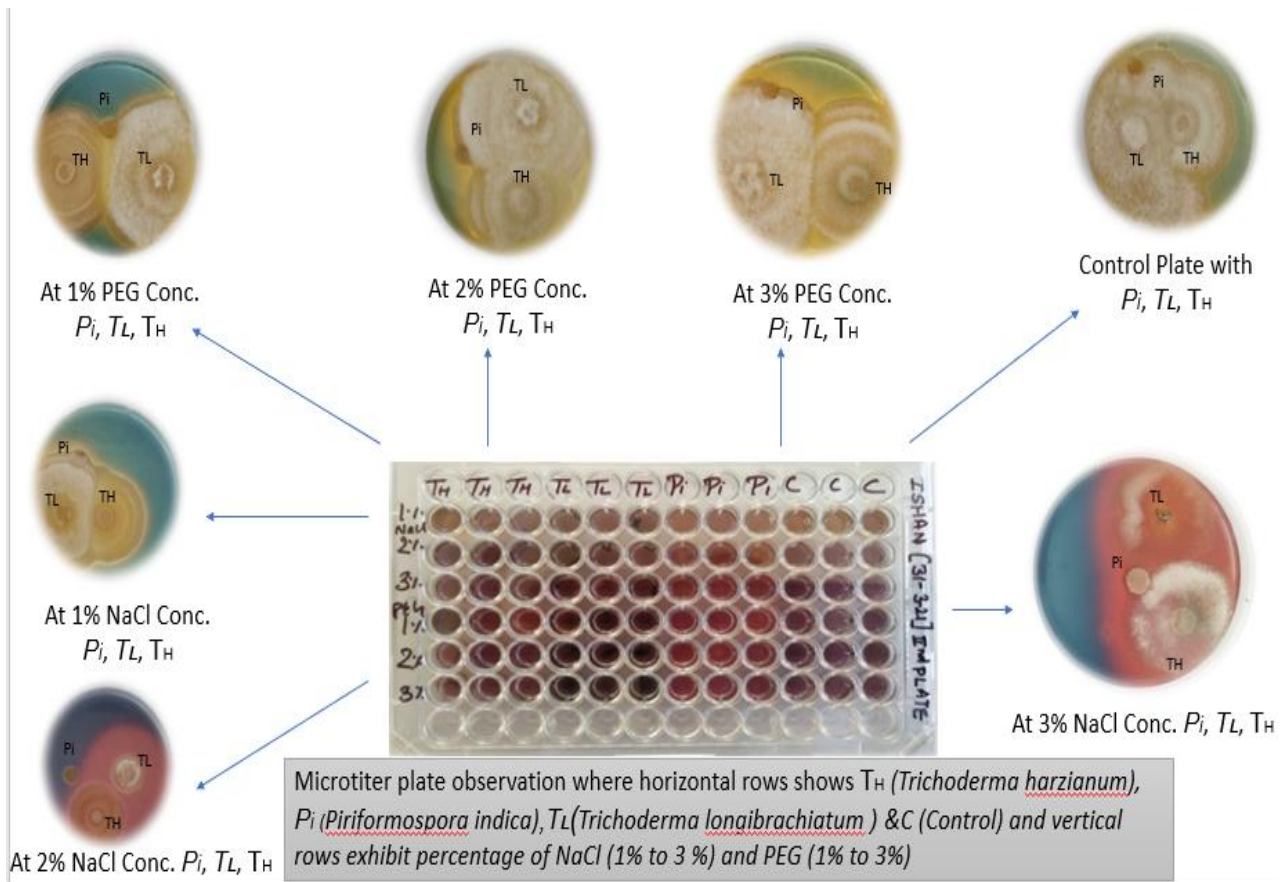 Pi
TH
TL
At 1% PEG Conc.
Pi, TL, TH
TL
Pi
TH
At 2% PEG Conc.
Pi, TL, TH
Pi
TL
TH
At 3% PEG Conc.
Pi, TL, TH
Pi
TL
TH
Control Plate with
Pi, TL, TH
Pi
TL
TH
At 1% NaCl Conc.
Pi, TL, TH
Pi
TL
TH
At 2% NaCl Conc. Pi, TL, TH
TH TH TH TL TL TL Pi Pi Pi C C C
1%
NaCl
2%
3%
PEG
1%
2%
3%
ISHAN [31-3-21] II PLATE
TL
Pi
TH
At 3% NaCl Conc. Pi, TL, TH
Microtiter plate observation where horizontal rows shows TH (Trichoderma harzianum),
Pi (Piriformospora indica), TL(Trichoderma longibrachiatum ) &C (Control) and vertical
rows exhibit percentage of NaCl (1% to 3 %) and PEG (1% to 3%)